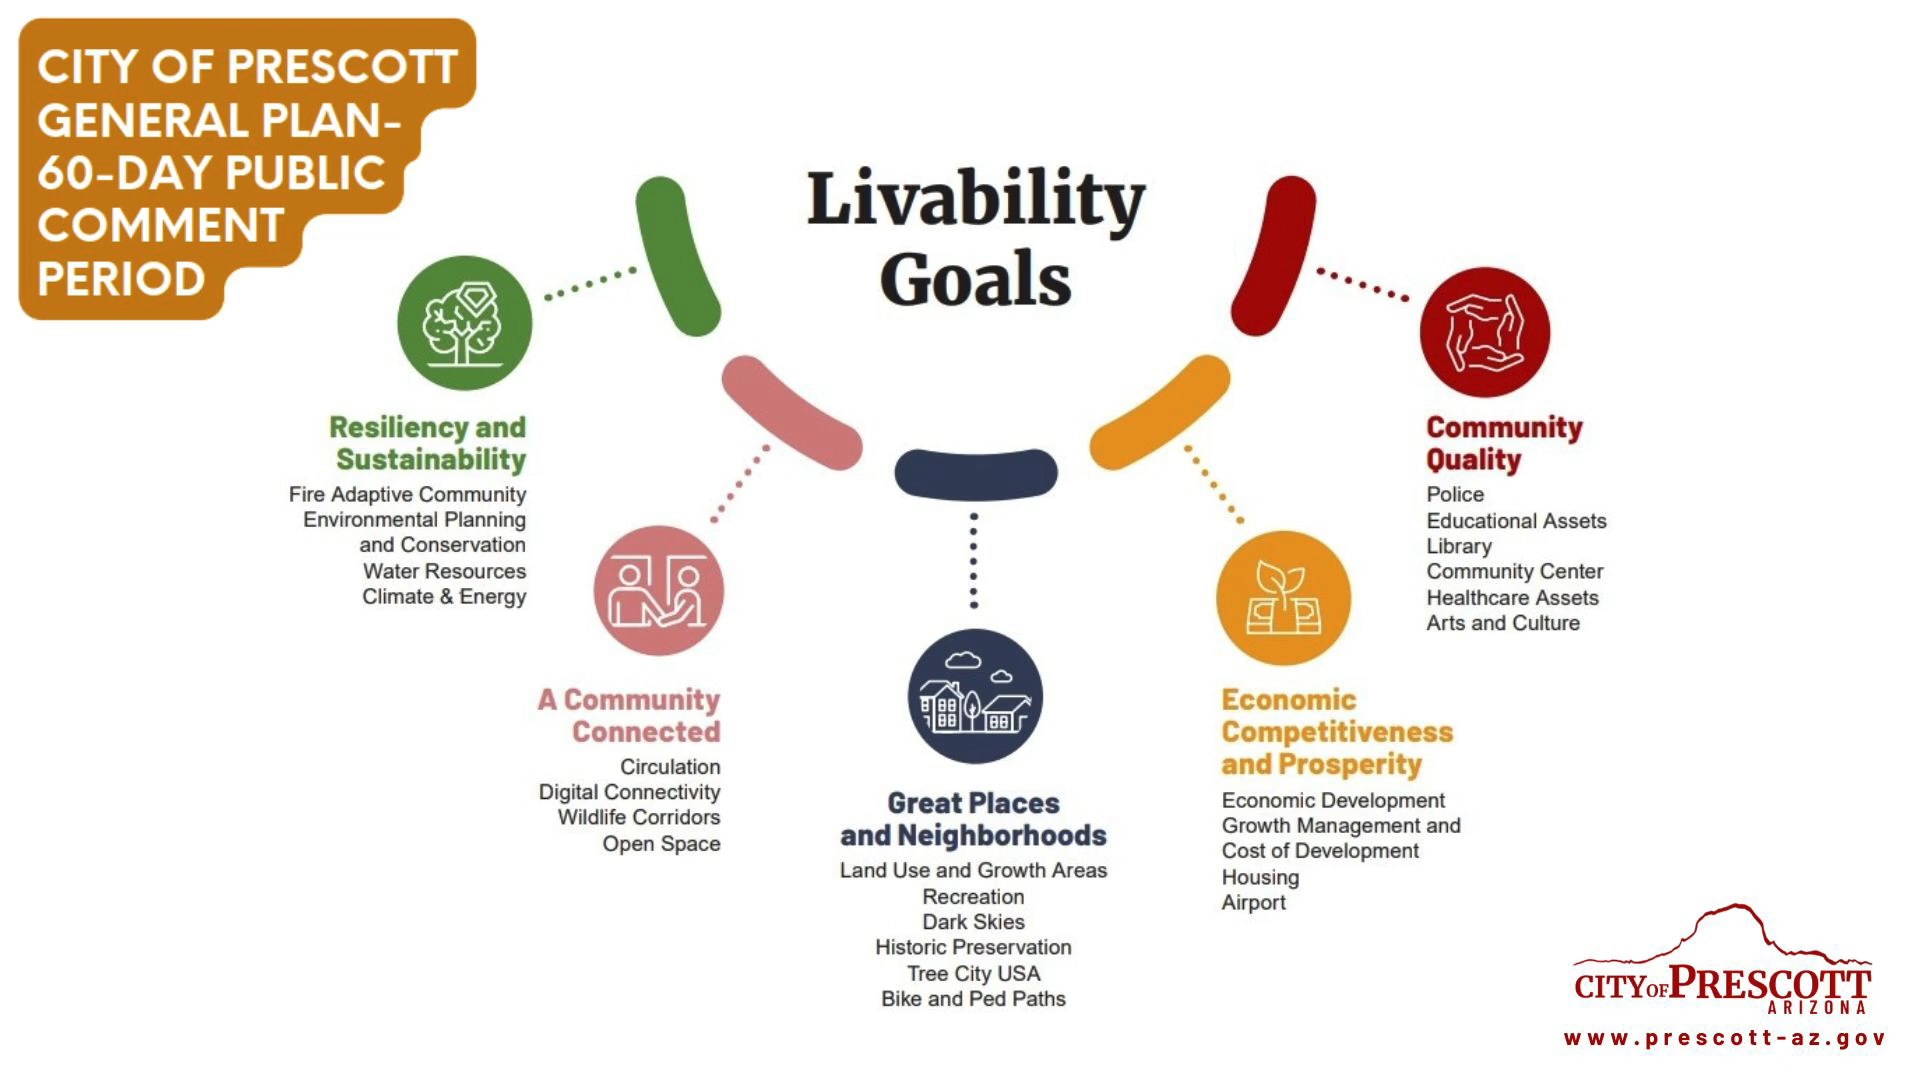 CITY OF PRESCOTT
GENERAL PLAN-
60-DAY PUBLIC
COMMENT
PERIOD
Livability
Goals
Resiliency and
Sustainability
Fire Adaptive Community
Environmental Planning
and Conservation
Water Resources
Climate & Energy
A Community
Connected
Circulation
Digital Connectivity
Wildlife Corridors
Open Space
Great Places
and Neighborhoods
Land Use and Growth Areas
Recreation
Dark Skies
Historic Preservation
Tree City USA
Bike and Ped Paths
Economic
Competitiveness
and Prosperity
Economic Development
Growth Management and
Cost of Development
Housing
Airport
Community
Quality
Police
Educational Assets
Library
Community Center
Healthcare Assets
Arts and Culture
CITY OF PRESCOTT
ARIZONA
www.prescott-az.gov